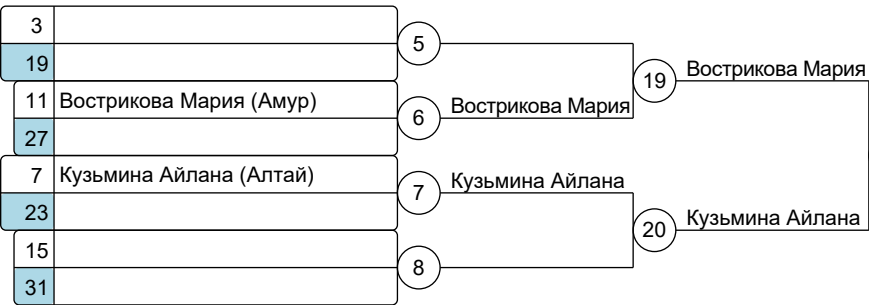 3
5
19
19 Вострикова Мария
11 Вострикова Мария (Амур)
6 Вострикова Мария
27
7 Кузьмина Айлана (Алтай)
7 Кузьмина Айлана
23
20 Кузьмина Айлана
15
8
31